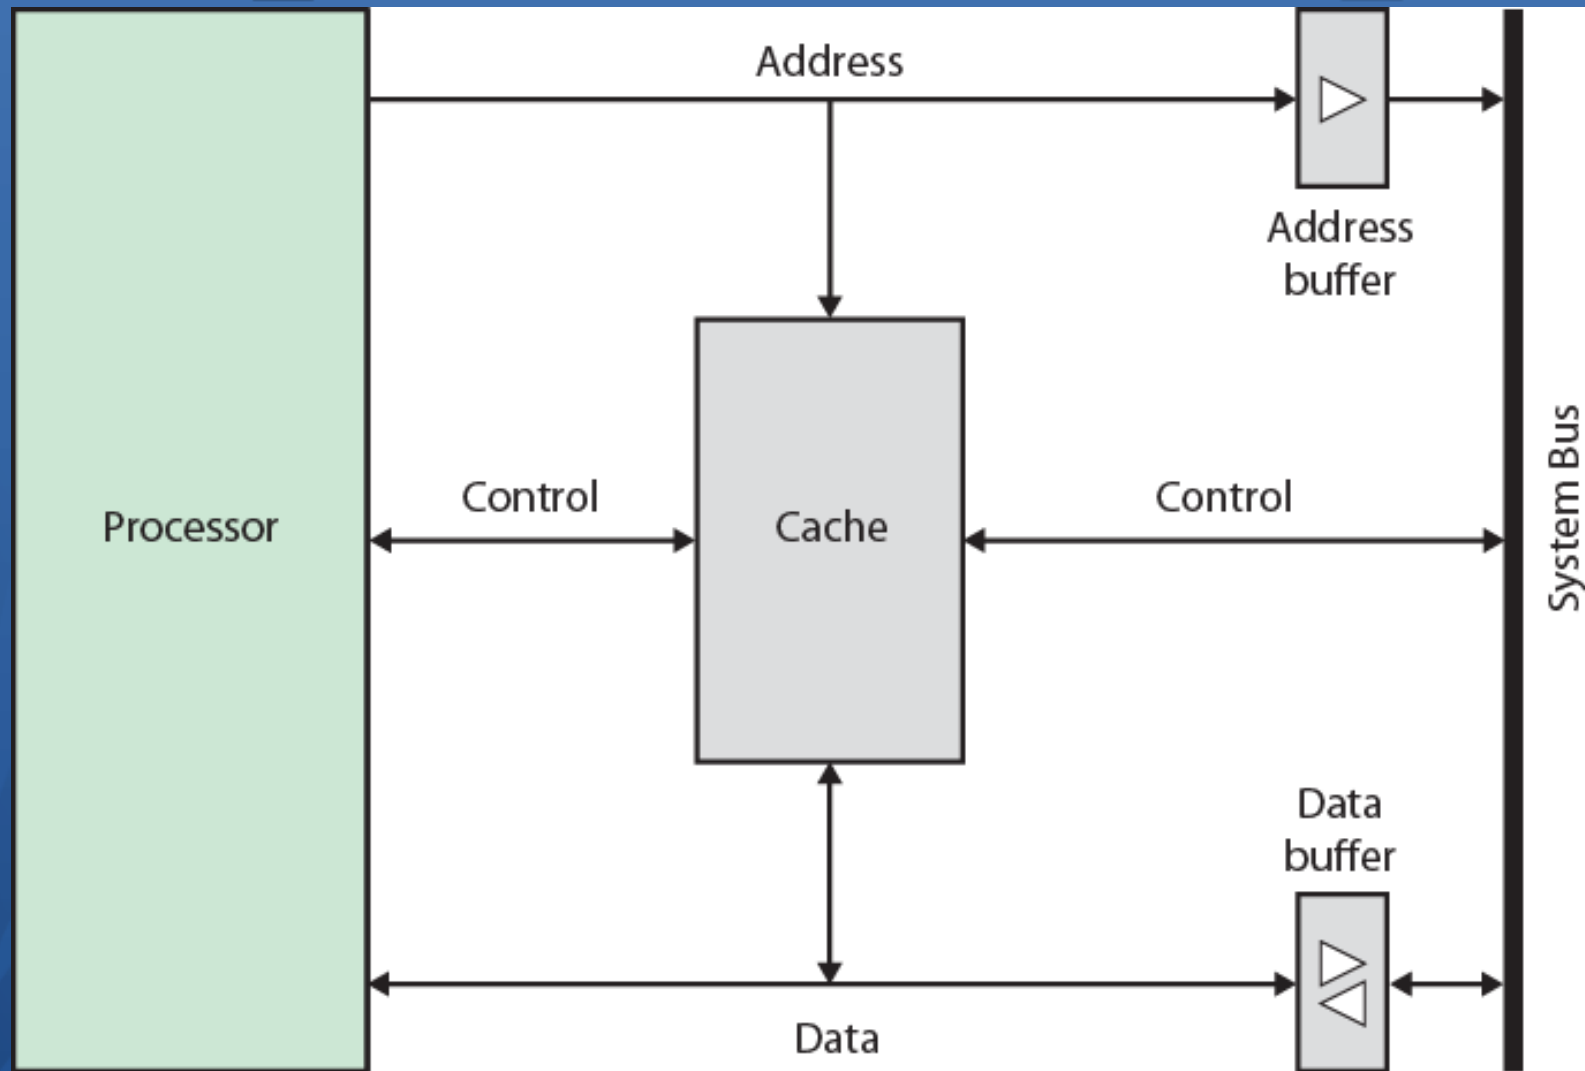 Address
Address
buffer
Control
Control
Processor
Cache
System Bus
Data
buffer
Data